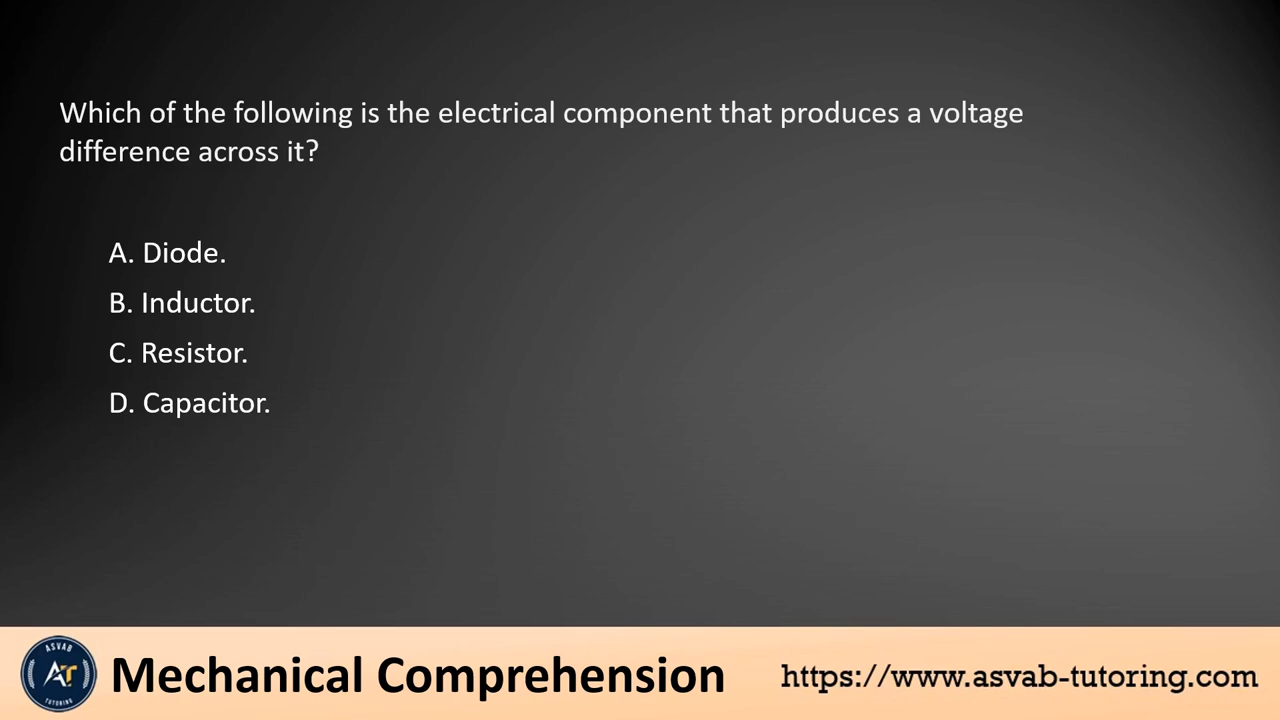 Which of the following is the electrical component that produces a voltage
difference across it?
A. Diode.
B. Inductor.
C. Resistor.
D. Capacitor.
ASVAB
AT
TUTORING
Mechanical Comprehension
https://www.asvab-tutoring.com